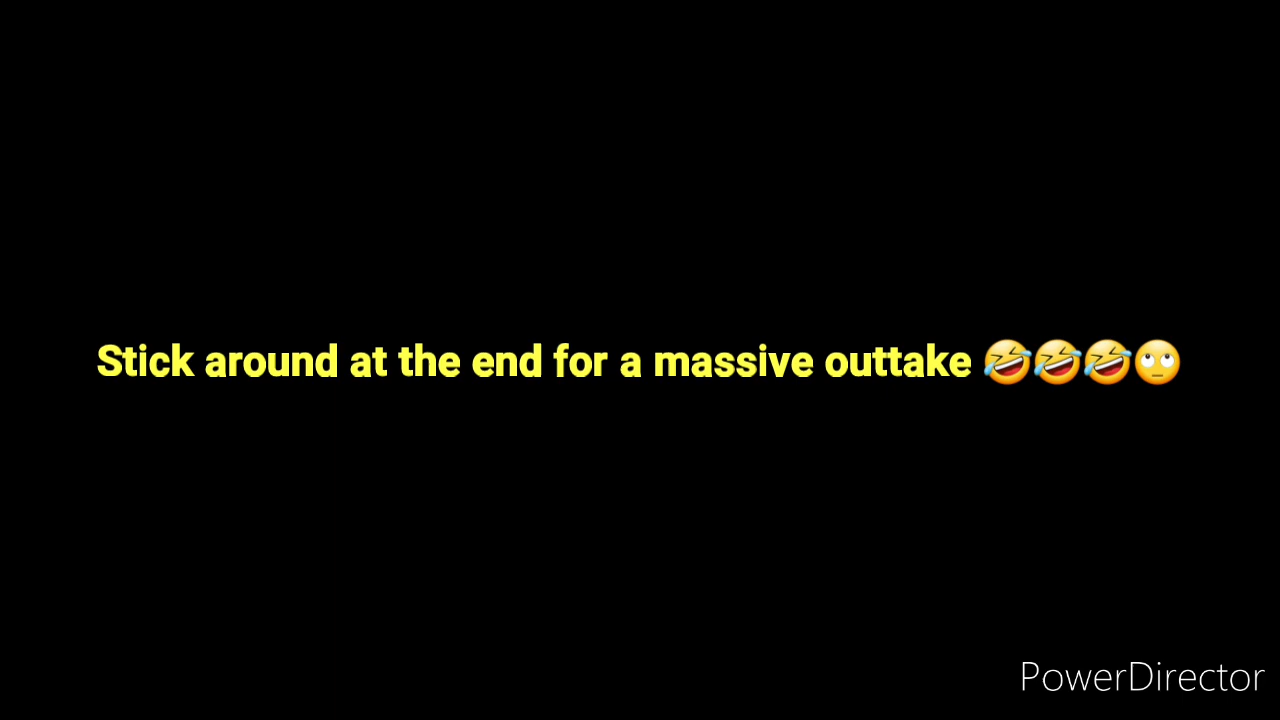 Stick around at the end for a massive outtake 🤣🤣🤣🙄
PowerDirector